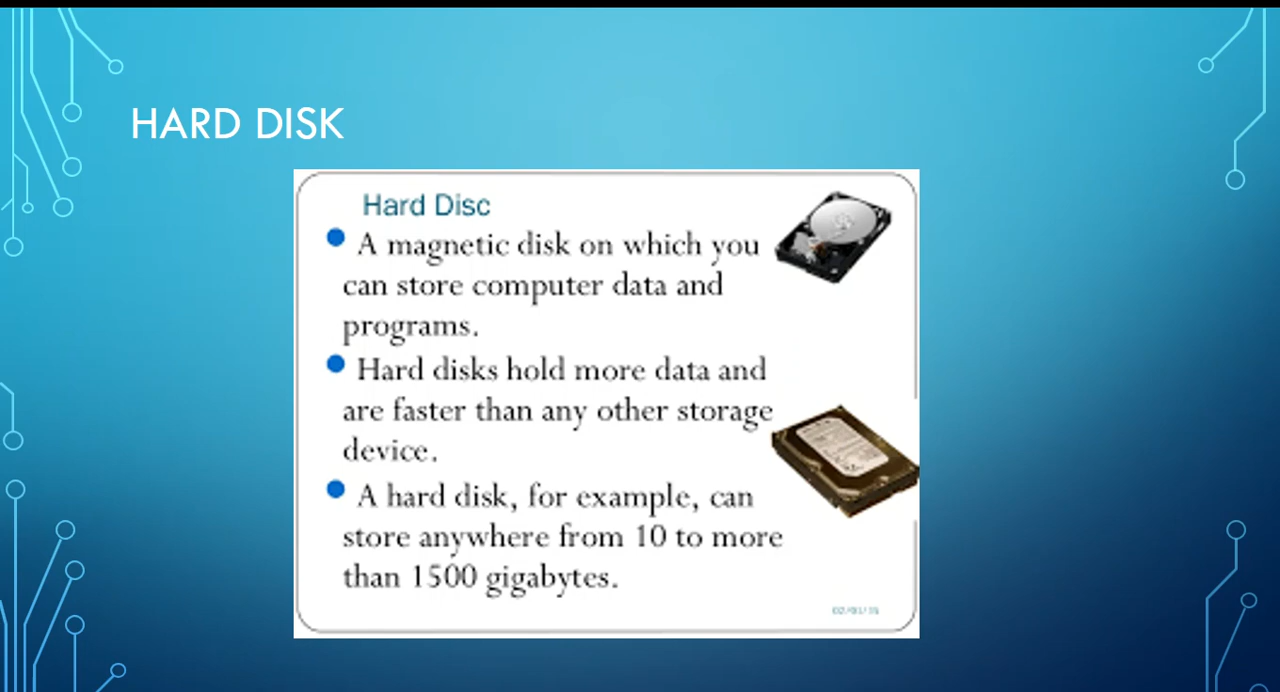 HARD DISK
Hard Disc
A magnetic disk on which you
can store computer data and
programs.
Hard disks hold more data and
are faster than any other storage
device.
A hard disk, for example, can
store anywhere from 10 to more
than 1500 gigabytes.